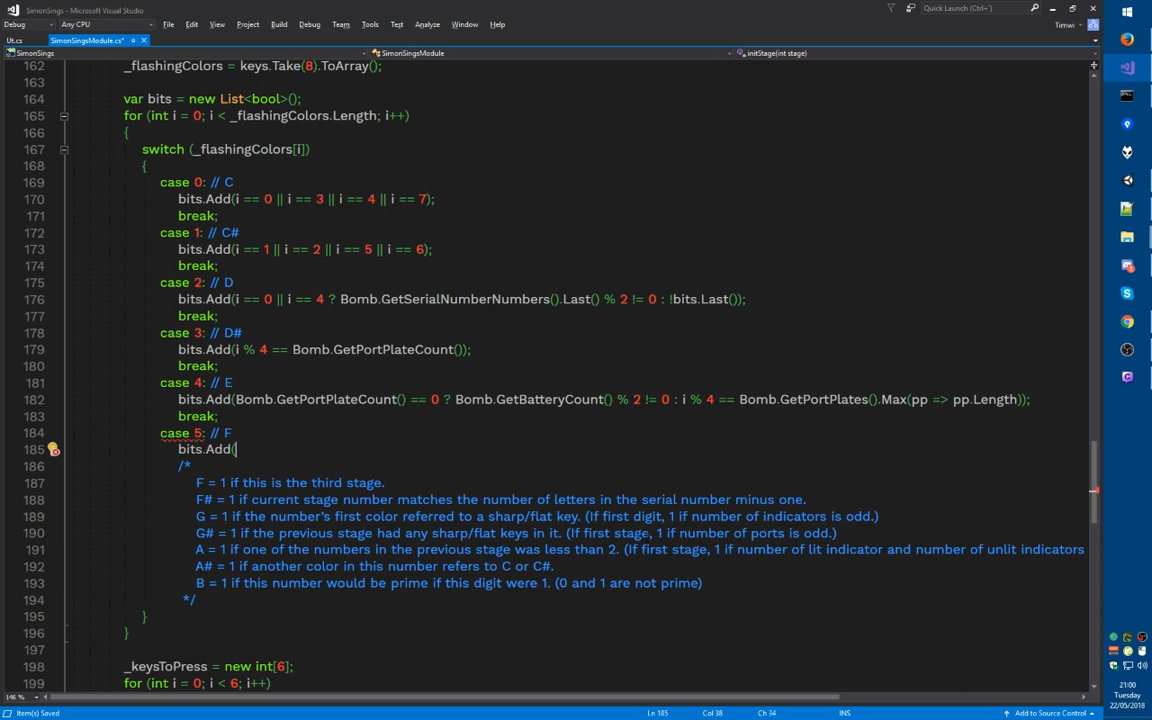 SimonSings - Microsoft Visual Studio
Quick Launch (Ctrl+`)
File Edit View Project Build Debug Team Tools Test Analyze Window Help
Timwi
Debug Any CPU
Ut.cs SimonSingsModule.cs*
SimonSings SimonSingsModule initStage(int stage)
162 _flashingColors = keys.Take(8).ToArray();
163
164 var bits = new List<bool>();
165 for (int i = 0; i < _flashingColors.Length; i++)
166 {
167 switch (_flashingColors[i])
168 {
169 case 0: // C
170 bits.Add(i == 0 || i == 3 || i == 4 || i == 7);
171 break;
172 case 1: // C#
173 bits.Add(i == 1 || i == 2 || i == 5 || i == 6);
174 break;
175 case 2: // D
176 bits.Add(i == 0 || i == 4 ? Bomb.GetSerialNumberNumbers().Last() % 2 != 0 : !bits.Last());
177 break;
178 case 3: // D#
179 bits.Add(i % 4 == Bomb.GetPortPlateCount());
180 break;
181 case 4: // E
182 bits.Add(Bomb.GetPortPlateCount() == 0 ? Bomb.GetBatteryCount() % 2 != 0 : i % 4 == Bomb.GetPortPlates().Max(pp => pp.Length));
183 break;
184 case 5: // F
185 bits.Add(
186 /*
187 F = 1 if this is the third stage.
188 F# = 1 if current stage number matches the number of letters in the serial number minus one.
189 G = 1 if the number’s first color referred to a sharp/flat key. (If first digit, 1 if number of indicators is odd.)
190 G# = 1 if the previous stage had any sharp/flat keys in it. (If first stage, 1 if number of ports is odd.)
191 A = 1 if one of the numbers in the previous stage was less than 2. (If first stage, 1 if number of lit indicator and number of unlit indicators
192 A# = 1 if another color in this number refers to C or C#.
193 B = 1 if this number would be prime if this digit were 1. (0 and 1 are not prime)
194 */
195 }
196 }
197
198 _keysToPress = new int[6];
199 for (int i = 0; i < 6; i++)
146 %
Item(s) Saved Ln 185 Col 38 Ch 34 INS Add to Source Control
21:00
Tuesday
22/05/2018